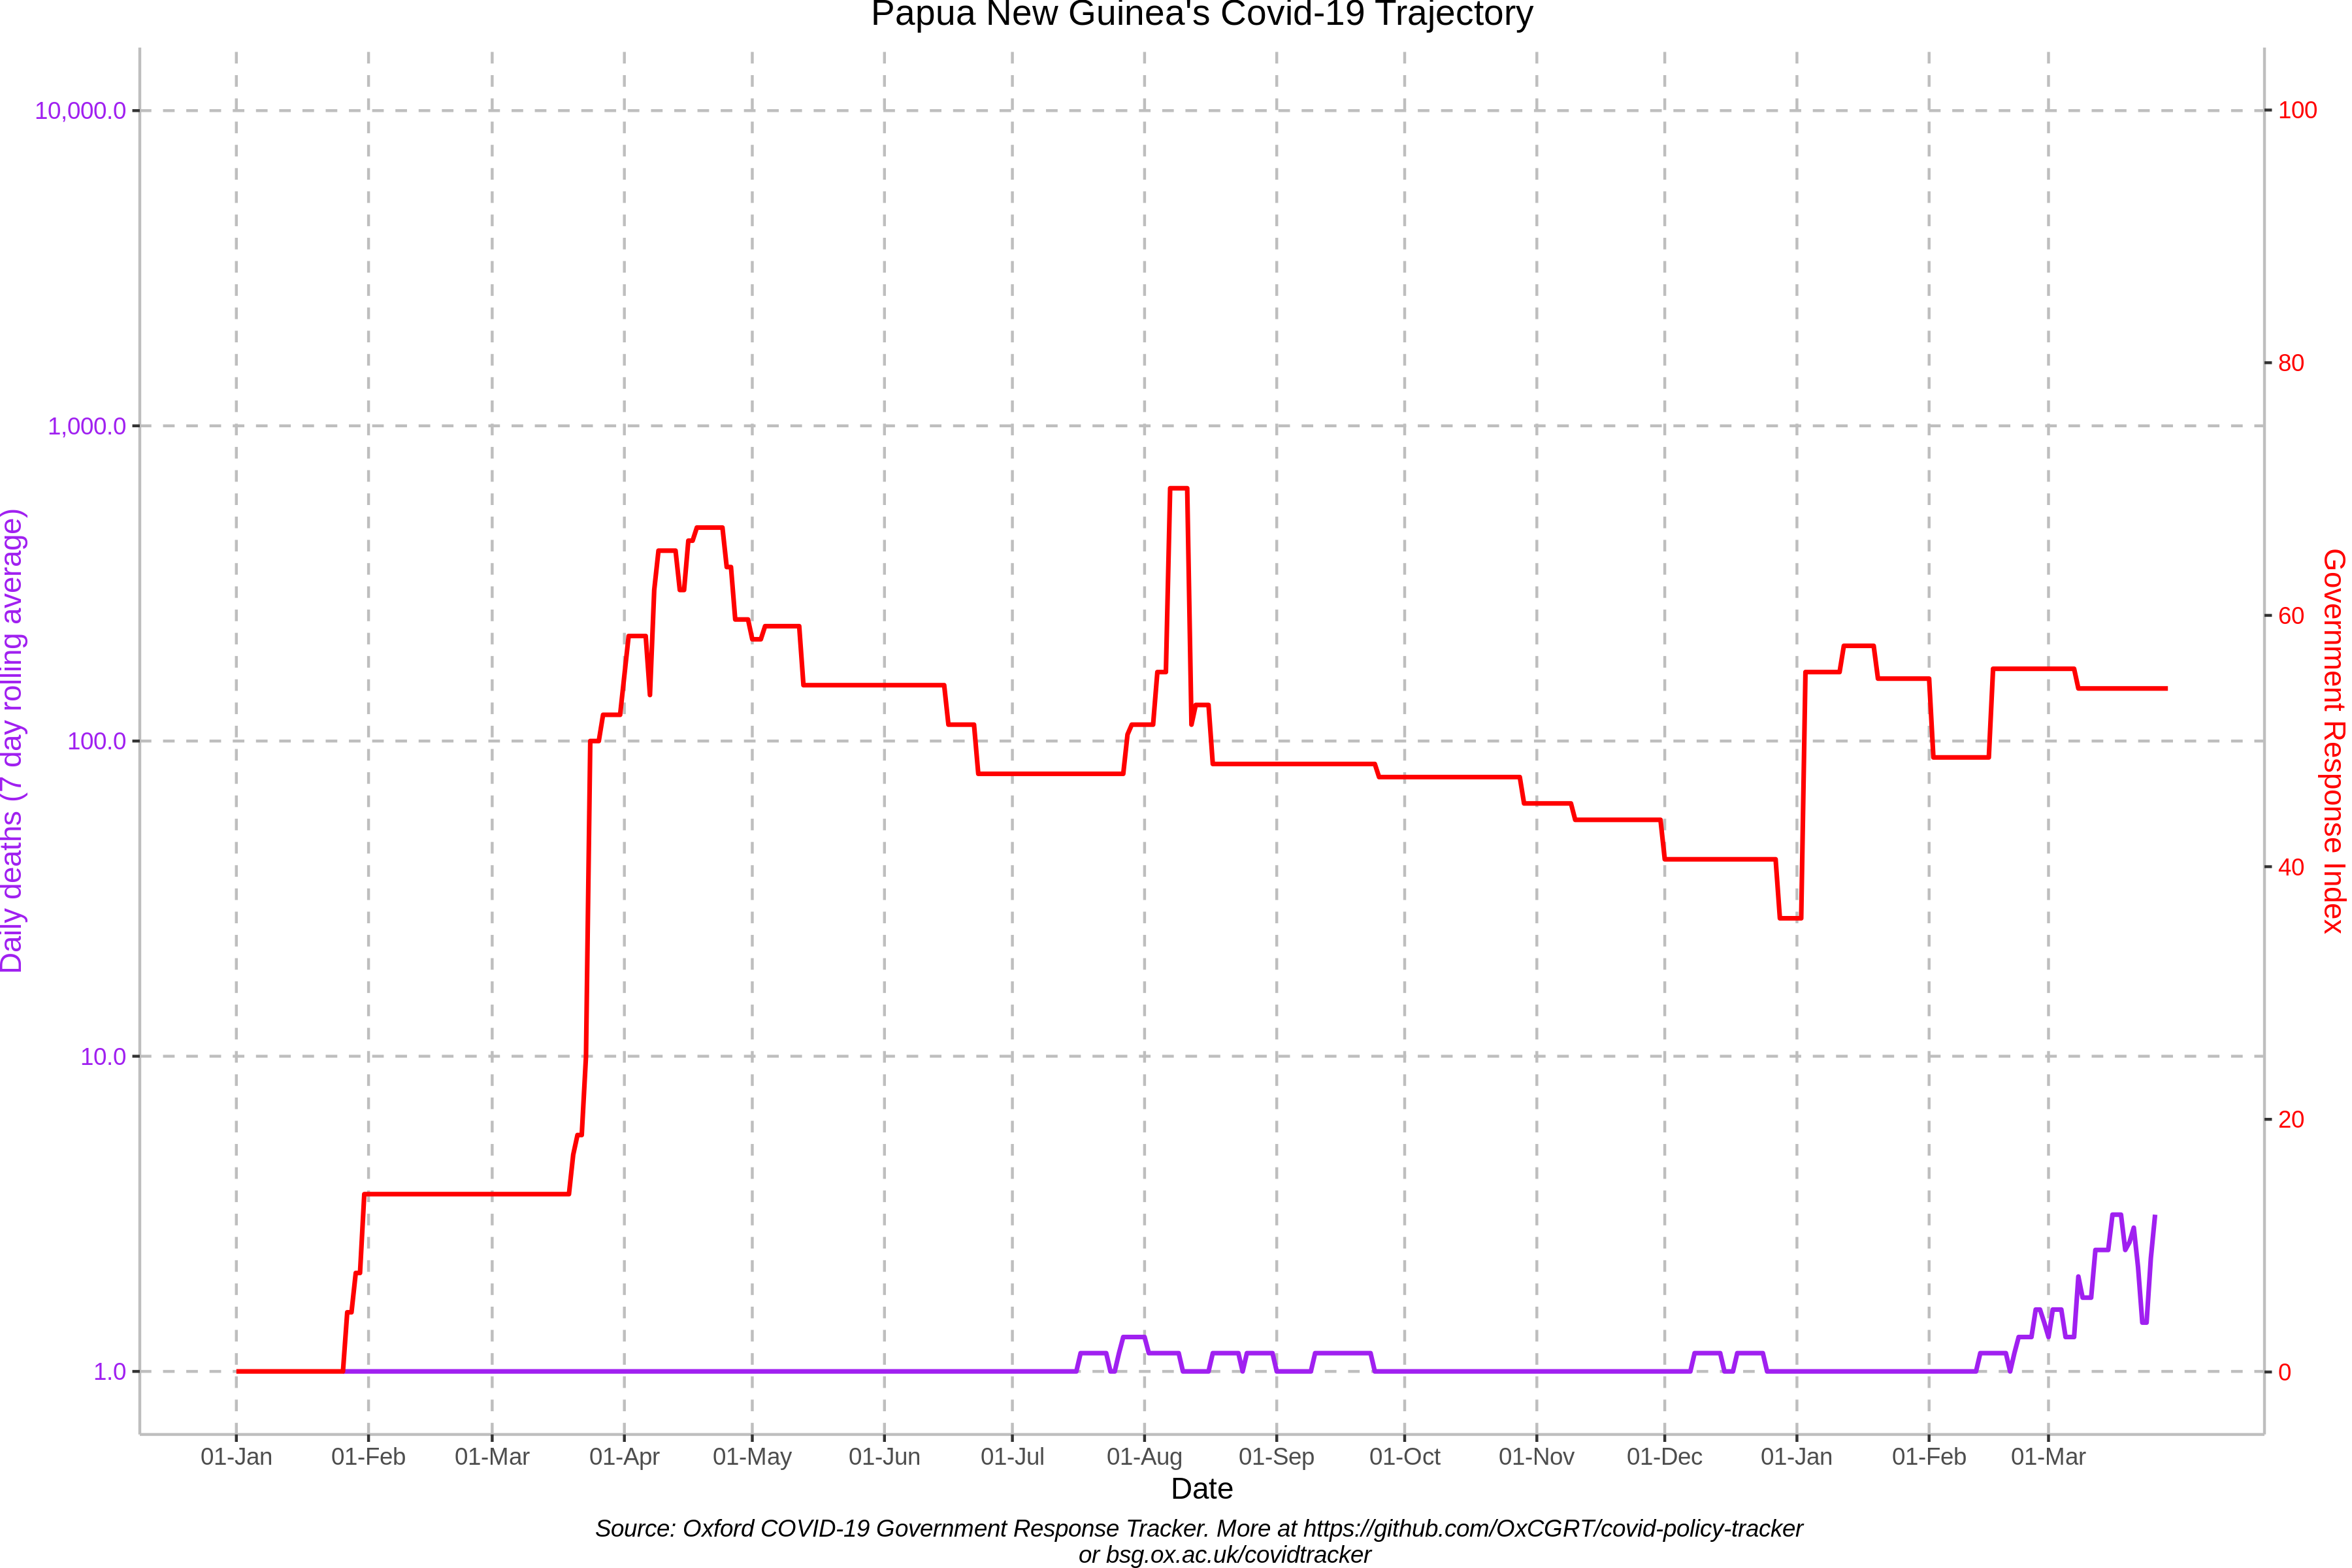 Papua New Guinea's Covid-19 Trajectory
10,000.0
1,000.0
100.0
10.0
1.0
Daily deaths (7 day rolling average)
100
80
60
40
20
0
Government Response Index
01-Jan 01-Feb 01-Mar 01-Apr 01-May 01-Jun 01-Jul 01-Aug 01-Sep 01-Oct 01-Nov 01-Dec 01-Jan 01-Feb 01-Mar
Date
Source: Oxford COVID-19 Government Response Tracker. More at https://github.com/OxCGRT/covid-policy-tracker
or bsg.ox.ac.uk/covidtracker